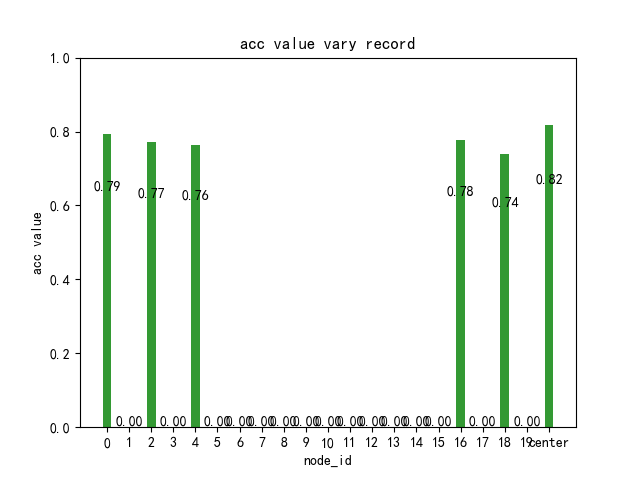 acc value vary record
1.0
0.8
0.6
0.4
0.2
0.0
acc value
0.79 0.00 0.77 0.00 0.76 0.00 0.00 0.00 0.00 0.00 0.00 0.00 0.00 0.00 0.00 0.00 0.78 0.00 0.74 0.00 0.82
0 1 2 3 4 5 6 7 8 9 10 11 12 13 14 15 16 17 18 19 center
node_id